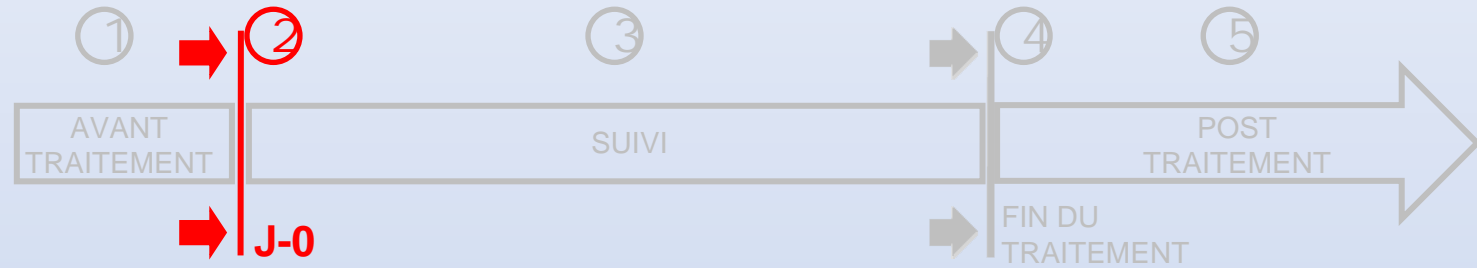 1
2
3
4
5
AVANT
TRAITEMENT
SUIVI
POST
TRAITEMENT
J-0
FIN DU
TRAITEMENT